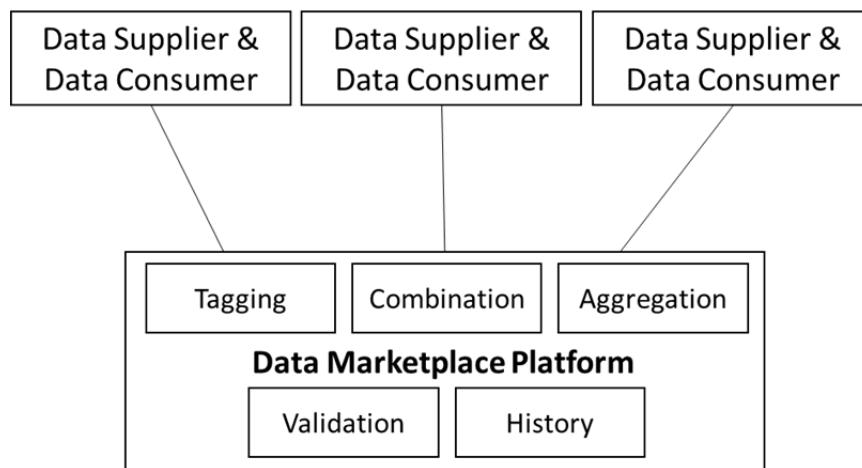 Data Supplier &
Data Consumer
Data Supplier &
Data Consumer
Data Supplier &
Data Consumer
Tagging
Combination
Aggregation
Data Marketplace Platform
Validation
History